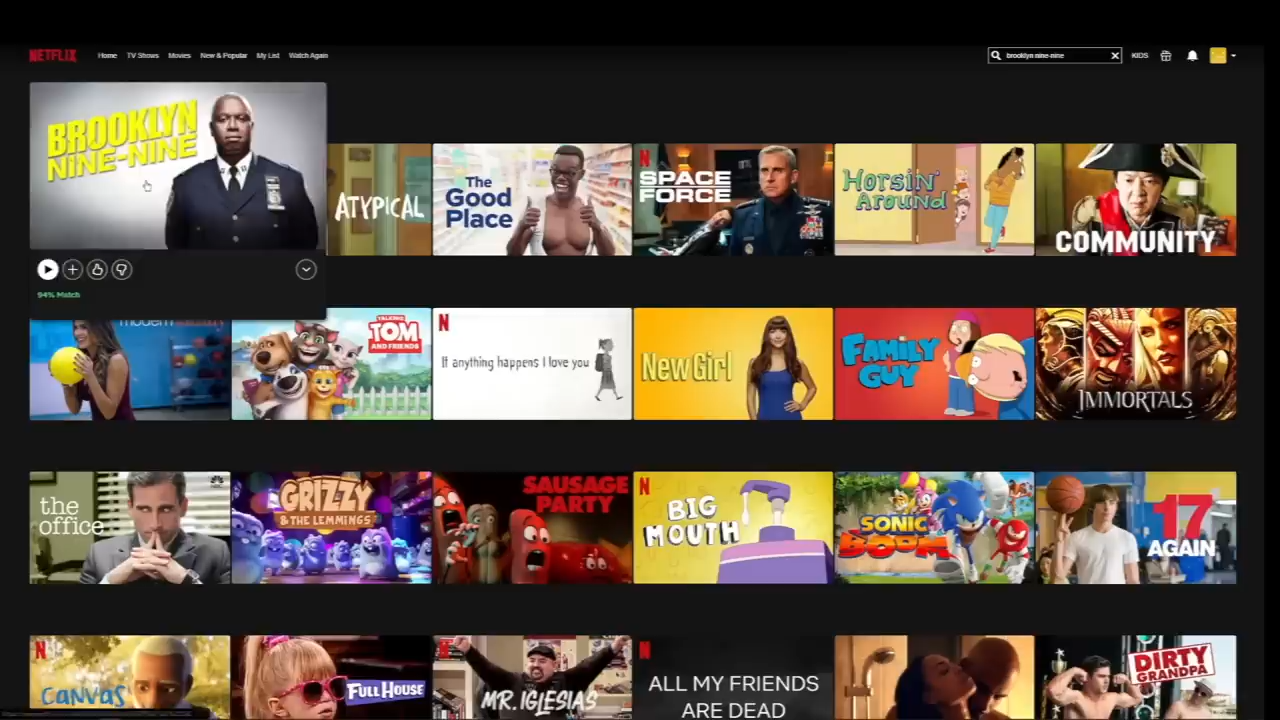 NETFLIX
Home TV Shows Movies New & Popular My List Watch Again
brooklyn nine-nine
KIDS
BROOKLYN
NINE-NINE
94% Match
ATYPICAL
The
Good
Place
N
SPACE
FORCE
Horsin'
Around
COMMUNITY
modern
TALKING
TOM
AND FRIENDS
N
If anything happens I love you
New Girl
FAMILY
GUY
IMMORTALS
the
office
GRIZZY
& THE LEMMINGS
SAUSAGE
PARTY
N
BIG
MOUTH
SONIC
BOOM
17
AGAIN
N
CANVAS
FULL HOUSE
N
MR. IGLESIAS
N
ALL MY FRIENDS
ARE DEAD
DIRTY
GRANDPA